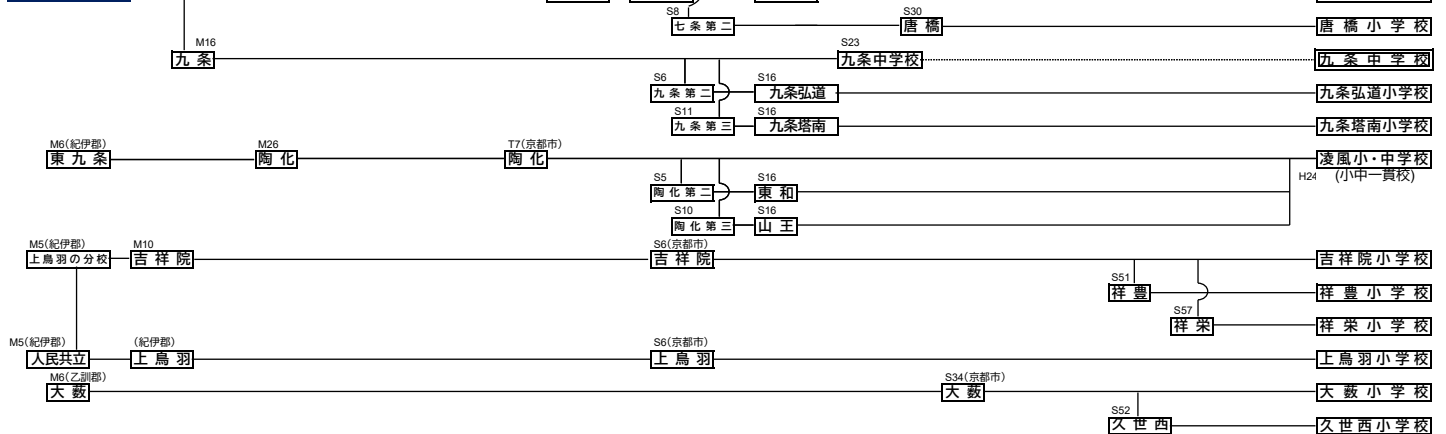 S8 S30
七条第二 唐橋 唐橋小学校
M16 S23
九条 九条中学校 九条中学校
S6 S16
九条第二 九条弘道 九条弘道小学校
S11 S16
九条第三 九条塔南 九条塔南小学校
M6(紀伊郡) M26 T7(京都市)
東九条 陶化 陶化 凌風小・中学校
H24 (小中一貫校)
S5 S16
陶化第二 東和
S10 S16
陶化第三 山王
M5(紀伊郡) M10 S6(京都市)
上鳥羽の分校 吉祥院 吉祥院 吉祥院小学校
S51
祥豊 祥豊小学校
S57
祥栄 祥栄小学校
M5(紀伊郡) (紀伊郡) S6(京都市)
人民共立 上鳥羽 上鳥羽 上鳥羽小学校
M6(乙訓郡) S34(京都市)
大薮 大薮 大薮小学校
S52
久世西 久世西小学校